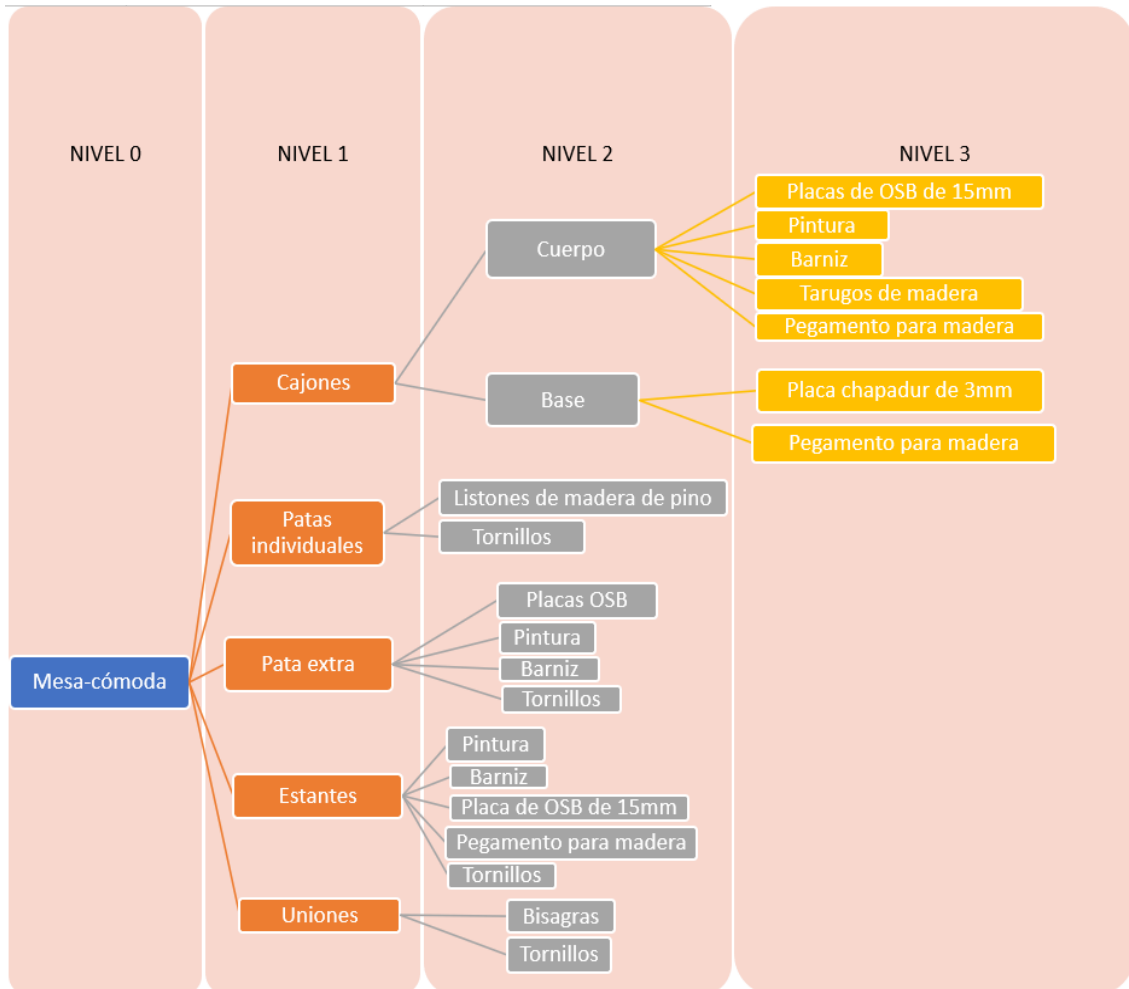 NIVEL 0
NIVEL 1
NIVEL 2
NIVEL 3
Mesa-cómoda
Cajones
Cuerpo
Placas de OSB de 15mm
Pintura
Barniz
Tarugos de madera
Pegamento para madera
Base
Placa chapadur de 3mm
Pegamento para madera
Patas
individuales
Listones de madera de pino
Tornillos
Pata extra
Placas OSB
Pintura
Barniz
Tornillos
Estantes
Pintura
Barniz
Placa de OSB de 15mm
Pegamento para madera
Tornillos
Uniones
Bisagras
Tornillos